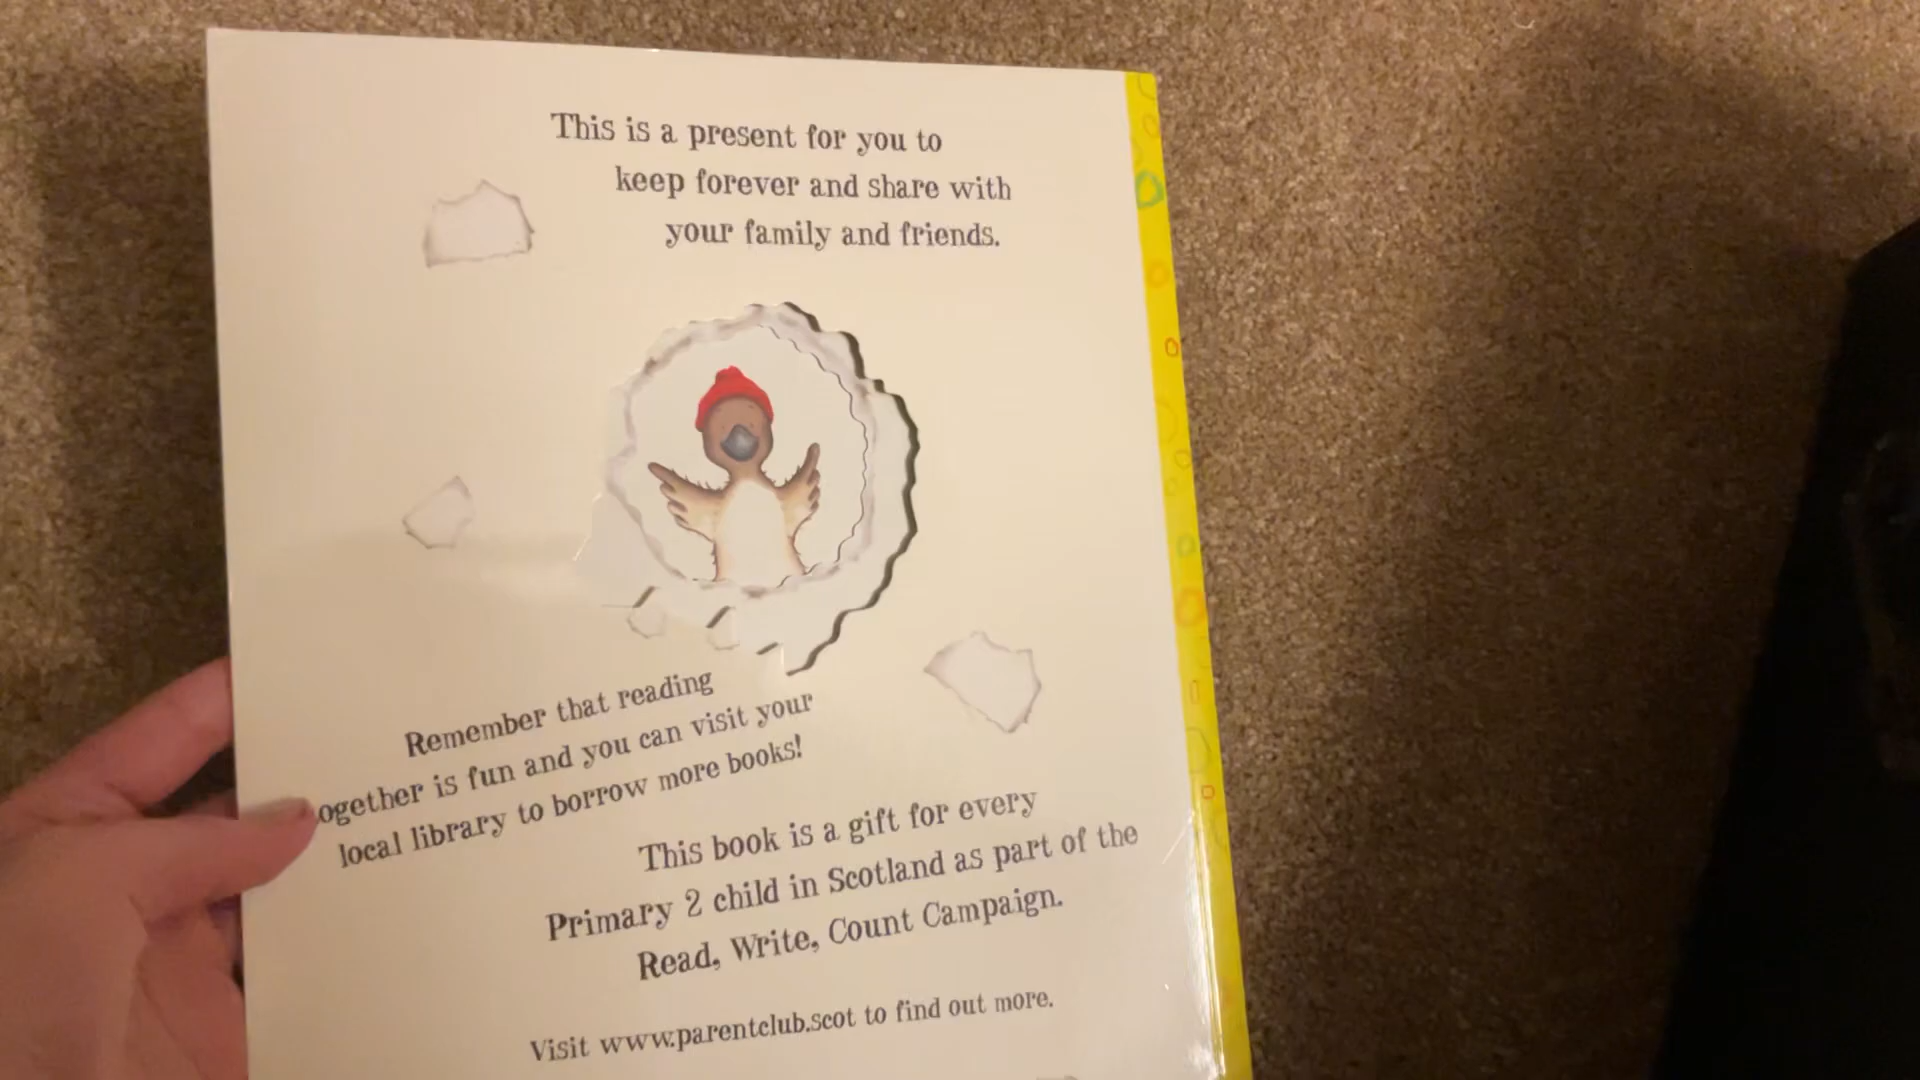 This is a present for you to
keep forever and share with
your family and friends.
Remember that reading
ogether is fun and you can visit your
local library to borrow more books!
This book is a gift for every
Primary 2 child in Scotland as part of the
Read, Write, Count Campaign.
Visit www.parentclub.scot to find out more.